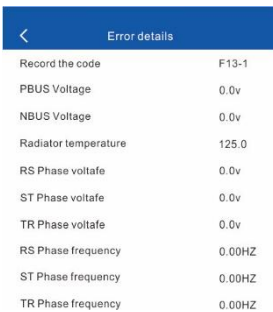 Error details
Record the code F13-1
PBUS Voltage 0.0v
NBUS Voltage 0.0v
Radiator temperature 125.0
RS Phase voltafe 0.0v
ST Phase voltafe 0.0v
TR Phase voltafe 0.0v
RS Phase frequency 0.00HZ
ST Phase frequency 0.00HZ
TR Phase frequency 0.00HZ